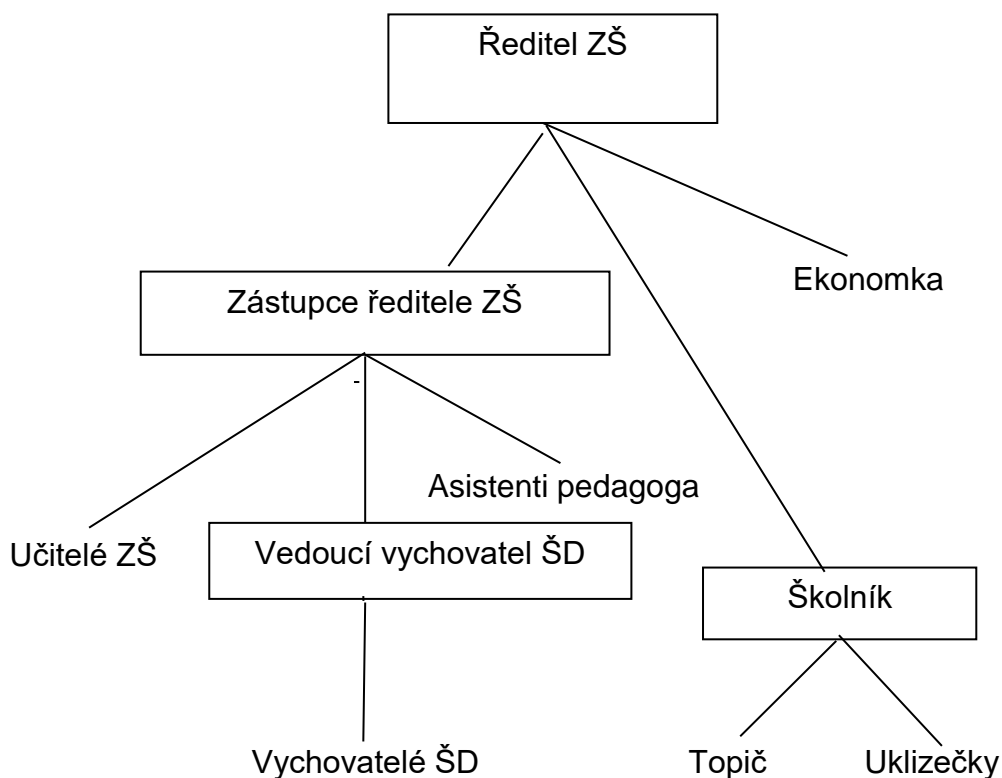 Ředitel ZŠ
Ekonomka
Zástupce ředitele ZŠ
-
Asistenti pedagoga
Učitelé ZŠ
Vedoucí vychovatel ŠD
Školník
Vychovatelé ŠD
Topič
Uklizečky